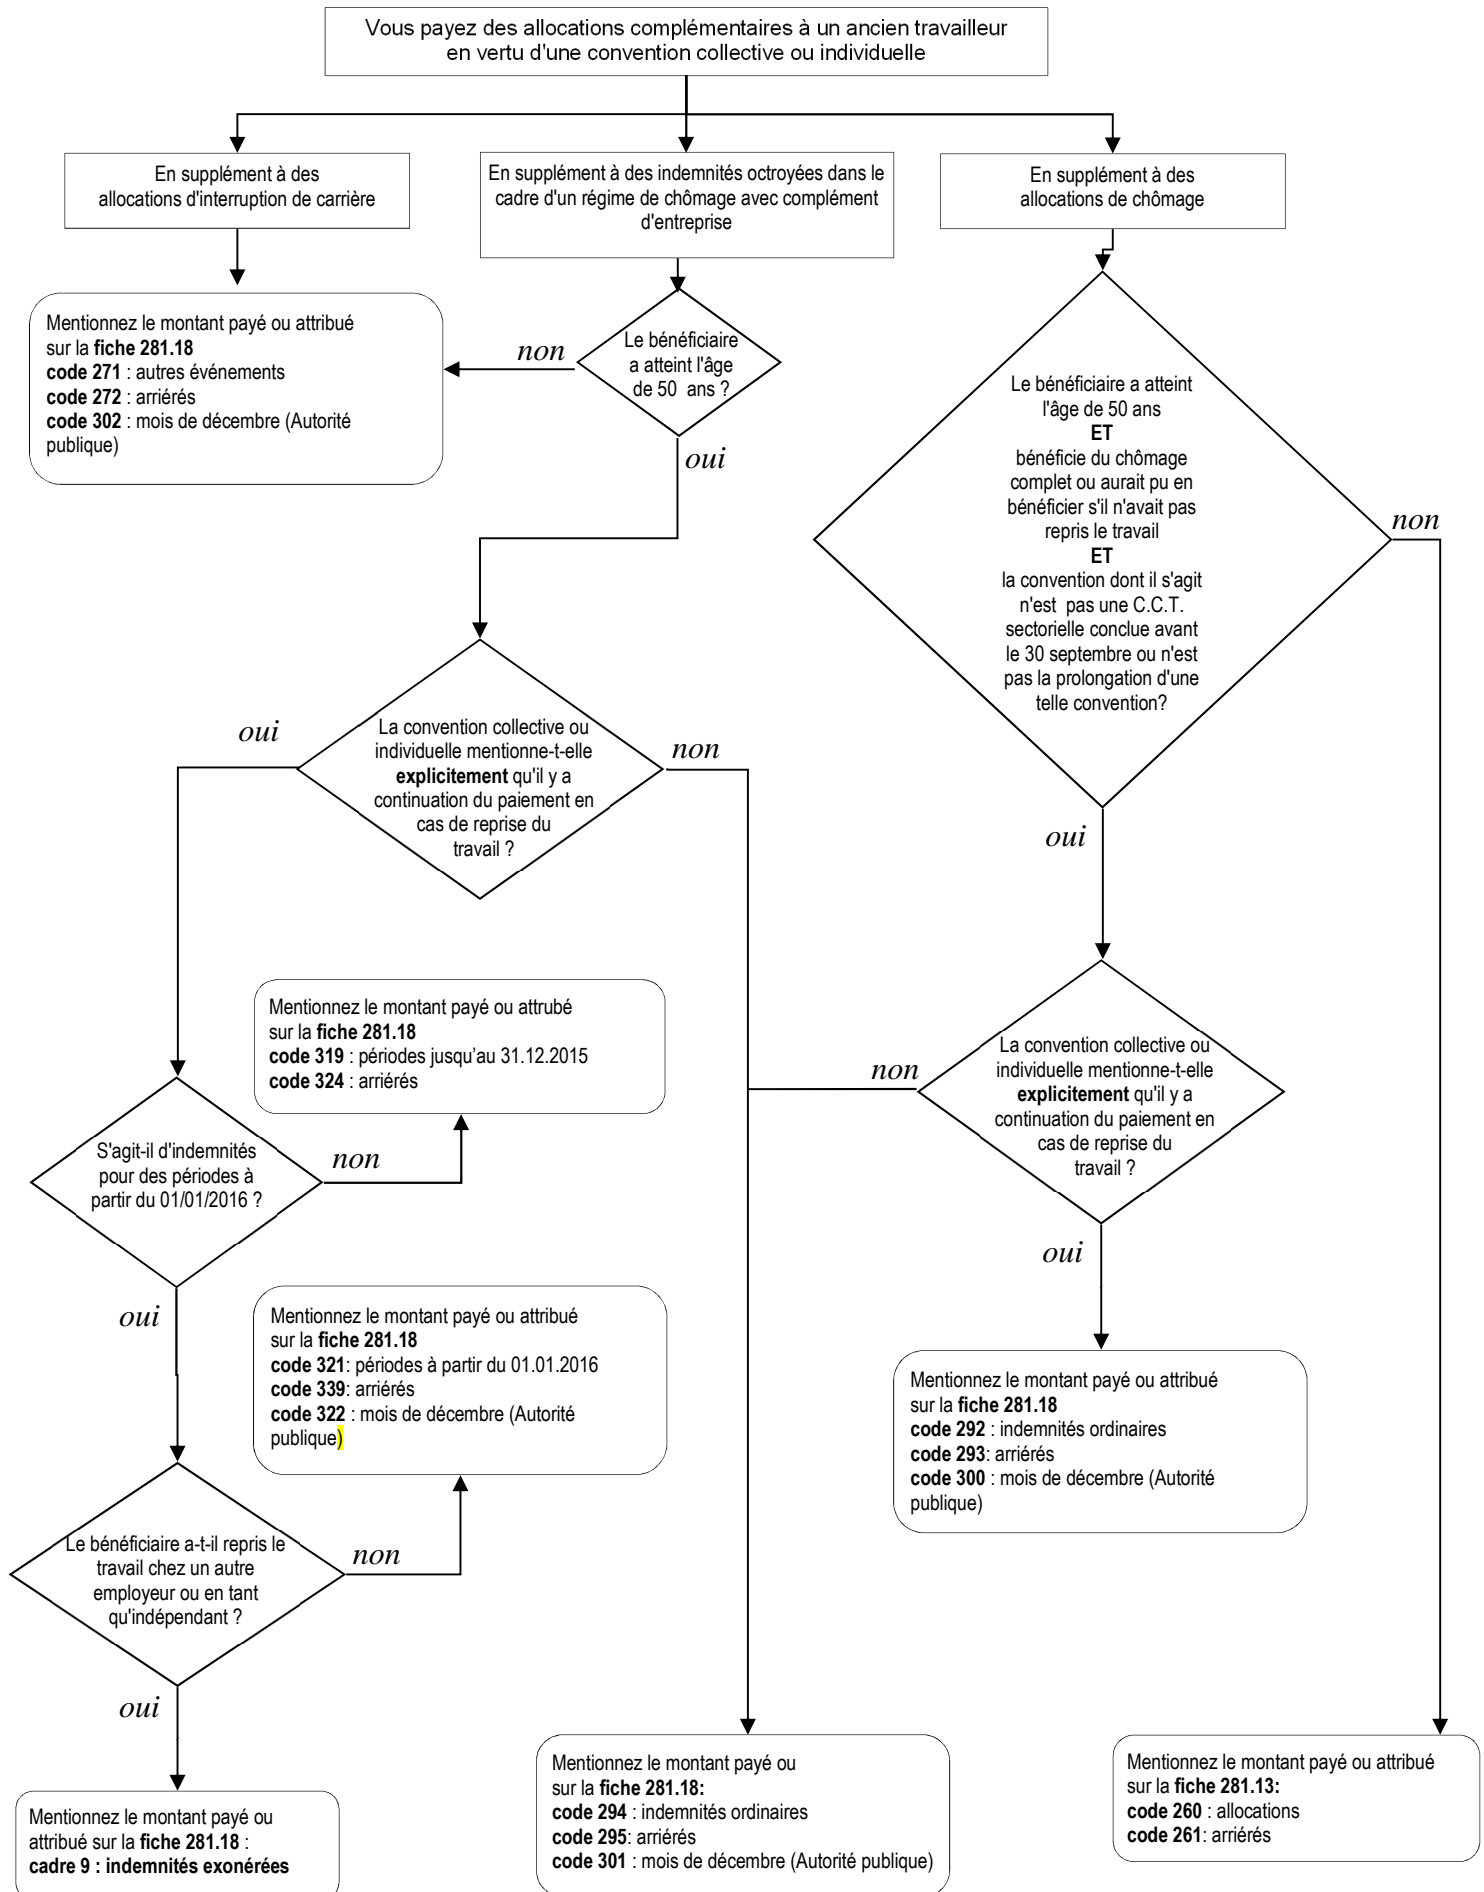 Vous payez des allocations complémentaires à un ancien travailleur
en vertu d'une convention collective ou individuelle
En supplément à des
allocations d'interruption de carrière
En supplément à des indemnités octroyées dans le
cadre d'un régime de chômage avec complément
d'entreprise
En supplément à des
allocations de chômage
Mentionnez le montant payé ou attribué
sur la fiche 281.18
code 271 : autres événements
code 272 : arriérés
code 302 : mois de décembre (Autorité
publique)
non
Le bénéficiaire
a atteint l'âge
de 50 ans ?
oui
Le bénéficiaire a atteint
l'âge de 50 ans
ET
bénéficie du chômage
complet ou aurait pu en
bénéficier s'il n'avait pas
repris le travail
ET
la convention dont il s'agit
n'est pas une C.C.T.
sectorielle conclue avant
le 30 septembre ou n'est
pas la prolongation d'une
telle convention?
non
oui
oui
La convention collective ou
individuelle mentionne-t-elle
explicitement qu'il y a
continuation du paiement en
cas de reprise du
travail ?
non
Mentionnez le montant payé ou attrubé
sur la fiche 281.18
code 319 : périodes jusqu'au 31.12.2015
code 324 : arriérés
non
La convention collective ou
individuelle mentionne-t-elle
explicitement qu'il y a
continuation du paiement en
cas de reprise du
travail ?
oui
S'agit-il d'indemnités
pour des périodes à
partir du 01/01/2016 ?
non
oui
Mentionnez le montant payé ou attribué
sur la fiche 281.18
code 321: périodes à partir du 01.01.2016
code 339: arriérés
code 322 : mois de décembre (Autorité
publique)
Mentionnez le montant payé ou attribué
sur la fiche 281.18
code 292 : indemnités ordinaires
code 293: arriérés
code 300 : mois de décembre (Autorité
publique)
Le bénéficiaire a-t-il repris le
travail chez un autre
employeur ou en tant
qu'indépendant ?
non
oui
Mentionnez le montant payé ou
attribué sur la fiche 281.18 :
cadre 9 : indemnités exonérées
Mentionnez le montant payé ou
sur la fiche 281.18:
code 294 : indemnités ordinaires
code 295: arriérés
code 301 : mois de décembre (Autorité publique)
Mentionnez le montant payé ou attribué
sur la fiche 281.13:
code 260 : allocations
code 261: arriérés